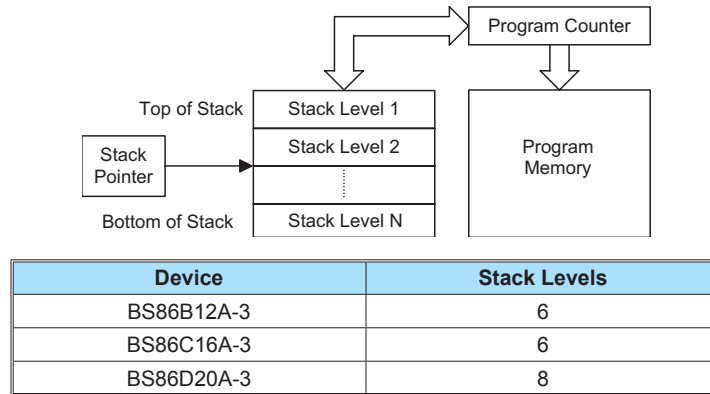 Program Counter
Top of Stack
Stack Level 1
Stack Level 2
Stack
Pointer
Program
Memory
Bottom of Stack
Stack Level N
Device Stack Levels
BS86B12A-3 6
BS86C16A-3 6
BS86D20A-3 8